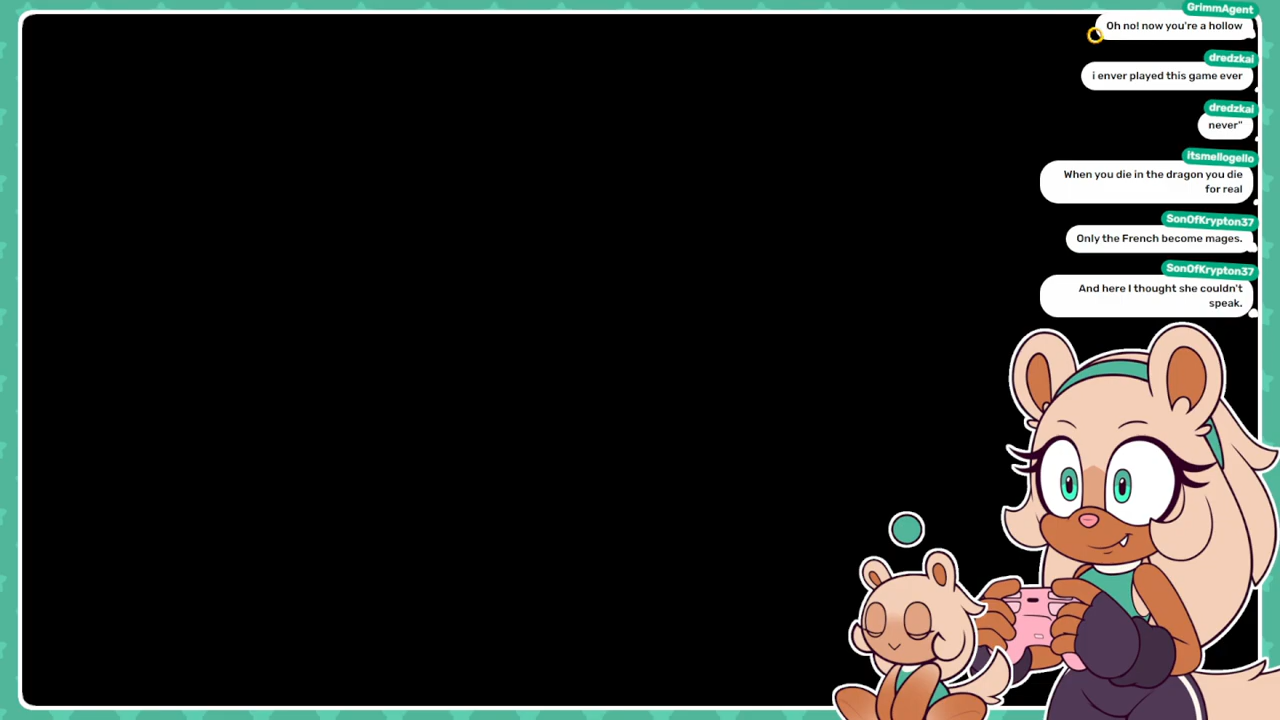 GrimmAgent
Oh no! now you're a hollow
dredzkai
i enver played this game ever
dredzkai
never"
itsmellogello
When you die in the dragon you die
for real
SonOfKrypton37
Only the French become mages.
SonOfKrypton37
And here I thought she couldn't
speak.